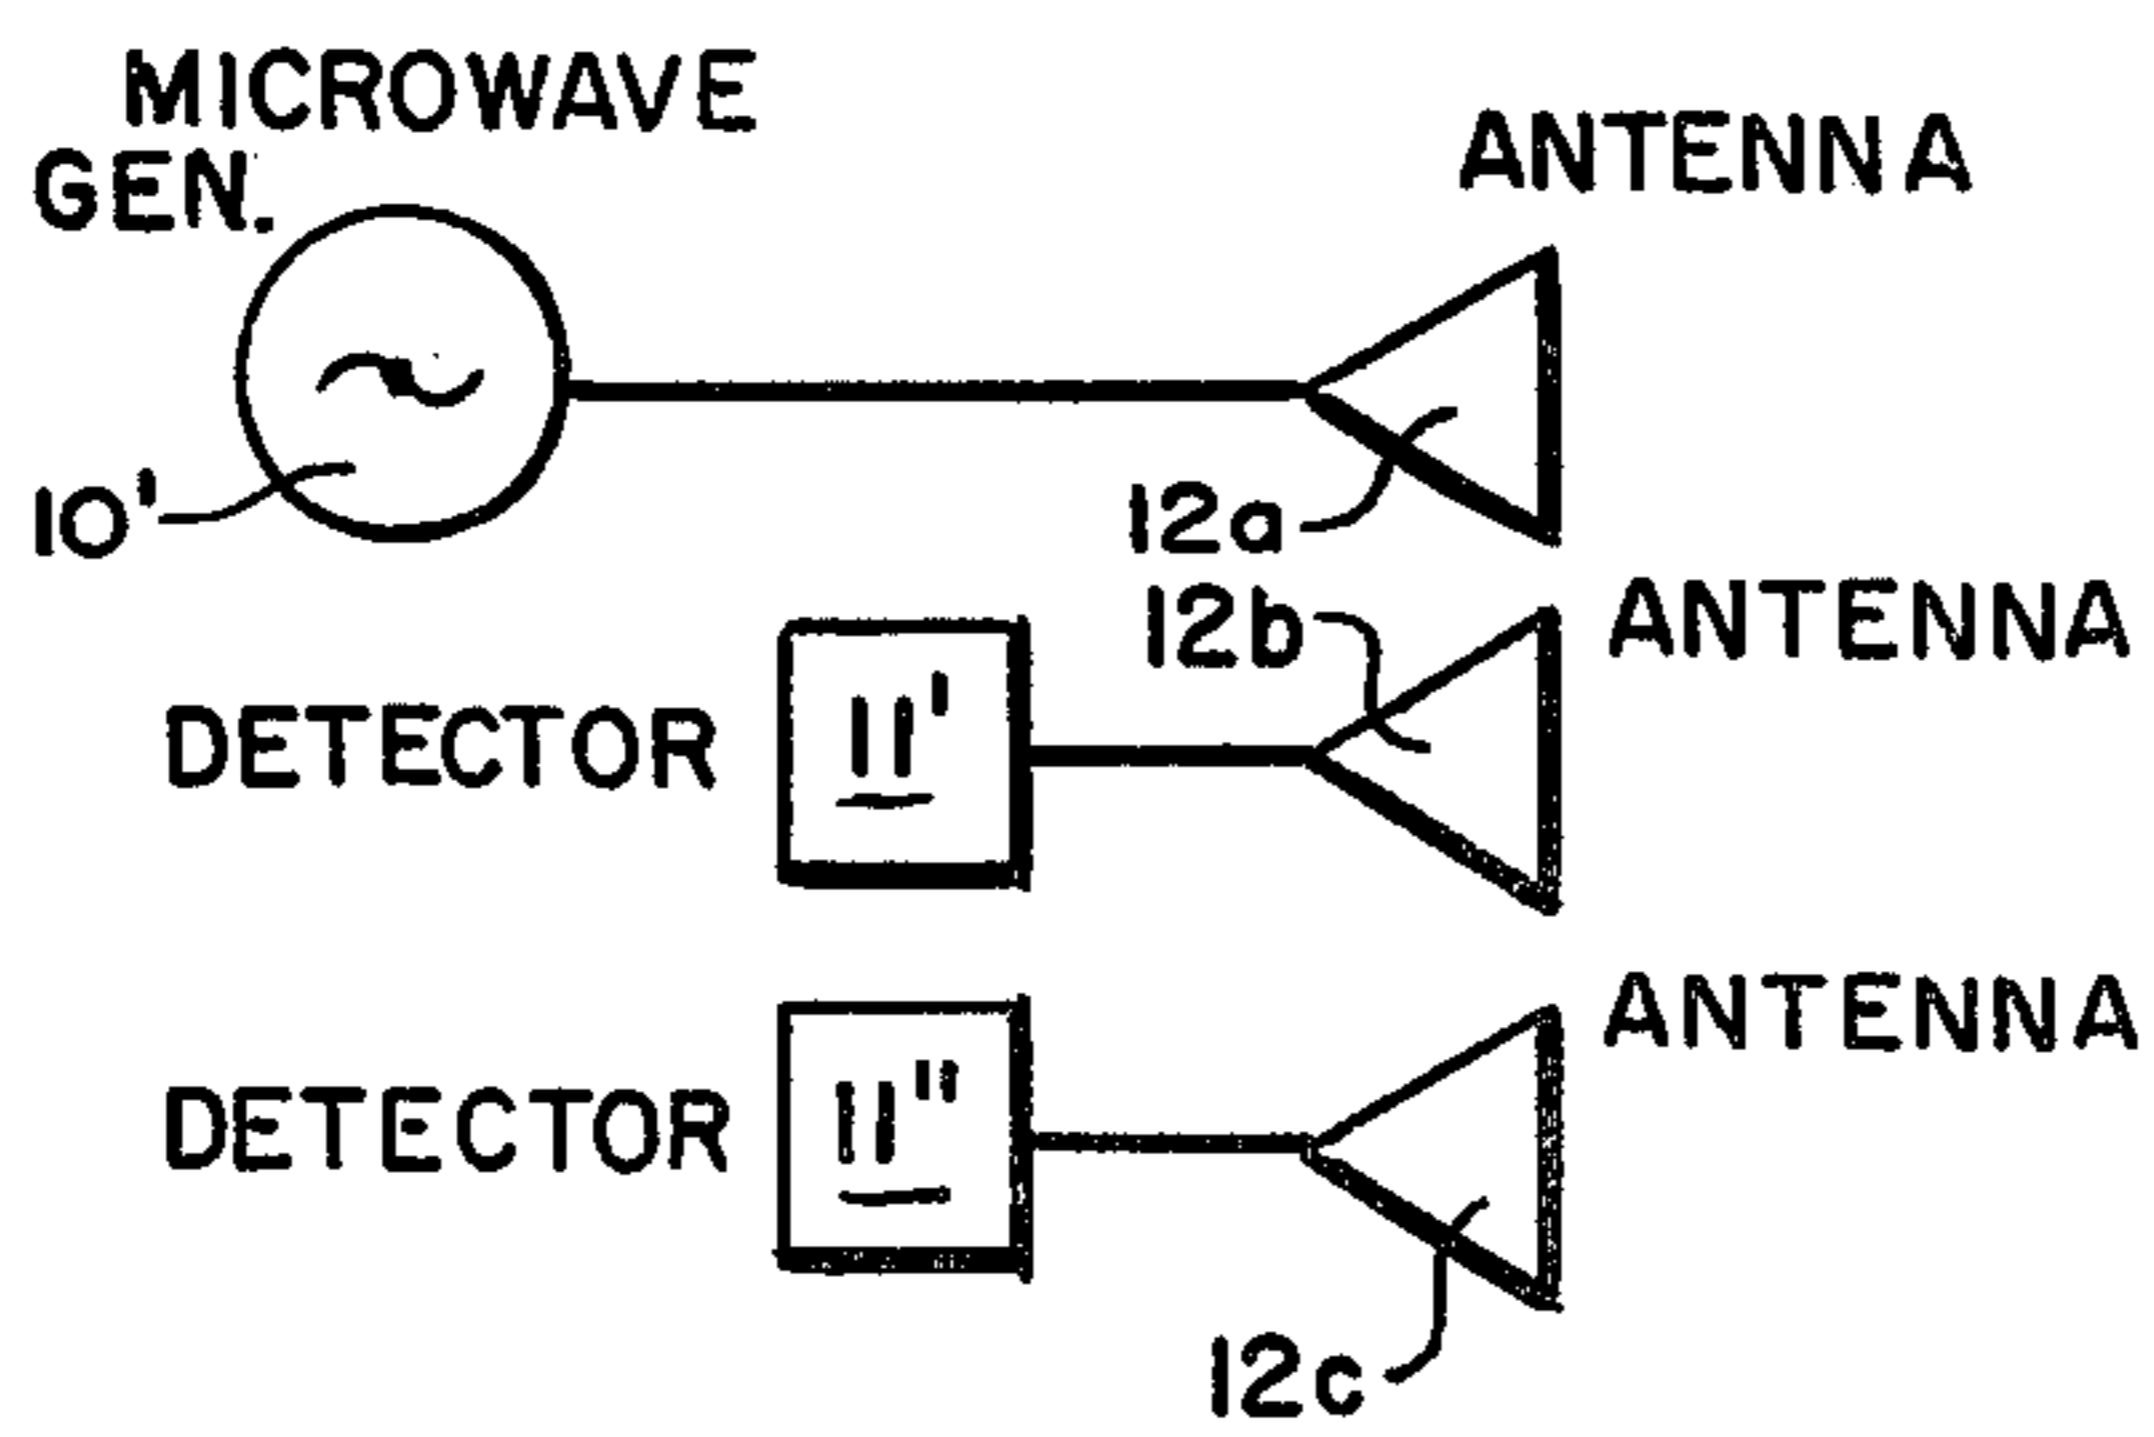 MICROWAVE
GEN.
ANTENNA
10'
12a
12b
ANTENNA
DETECTOR
11'
ANTENNA
DETECTOR
11"
12c